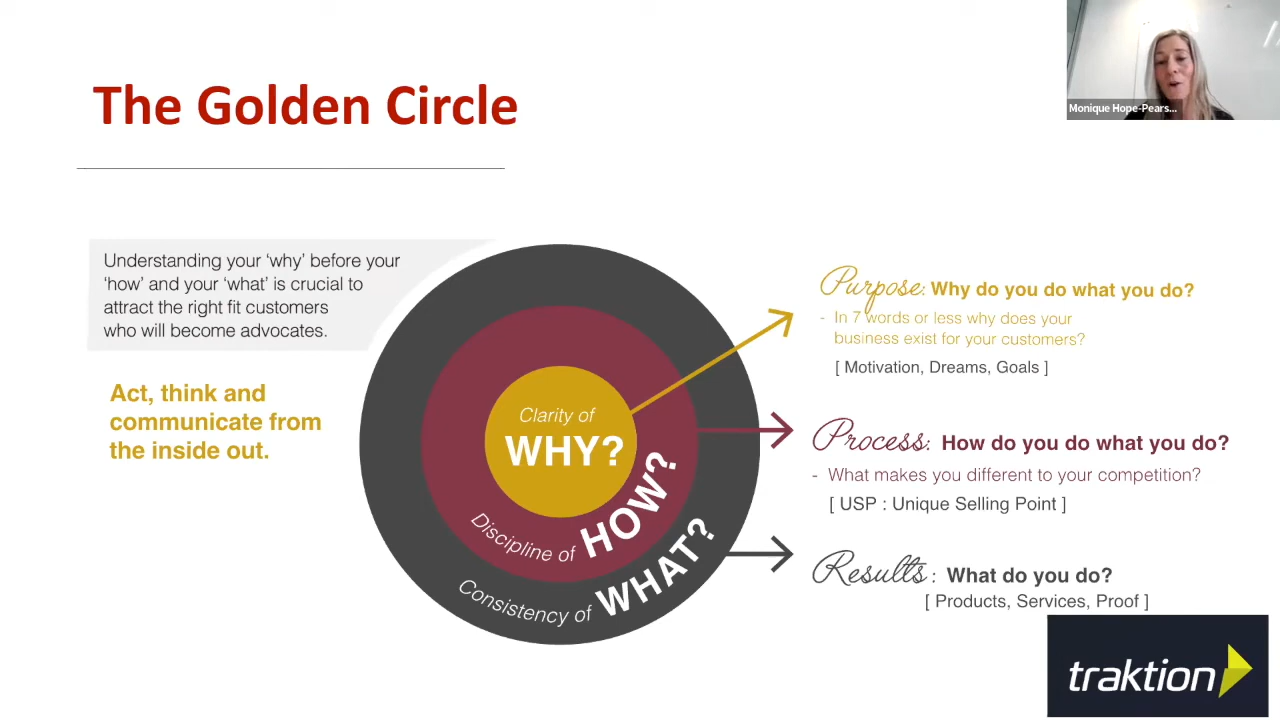 The Golden Circle
Monique Hope-Pears...
Understanding your ‘why’ before your
‘how’ and your ‘what’ is crucial to
attract the right fit customers
who will become advocates.
Act, think and
communicate from
the inside out.
Clarity of
WHY?
Discipline of HOW?
Consistency of WHAT?
Purpose: Why do you do what you do?
- In 7 words or less why does your
business exist for your customers?
[ Motivation, Dreams, Goals ]
Process: How do you do what you do?
- What makes you different to your competition?
[ USP : Unique Selling Point ]
Results : What do you do?
[ Products, Services, Proof ]
traktion